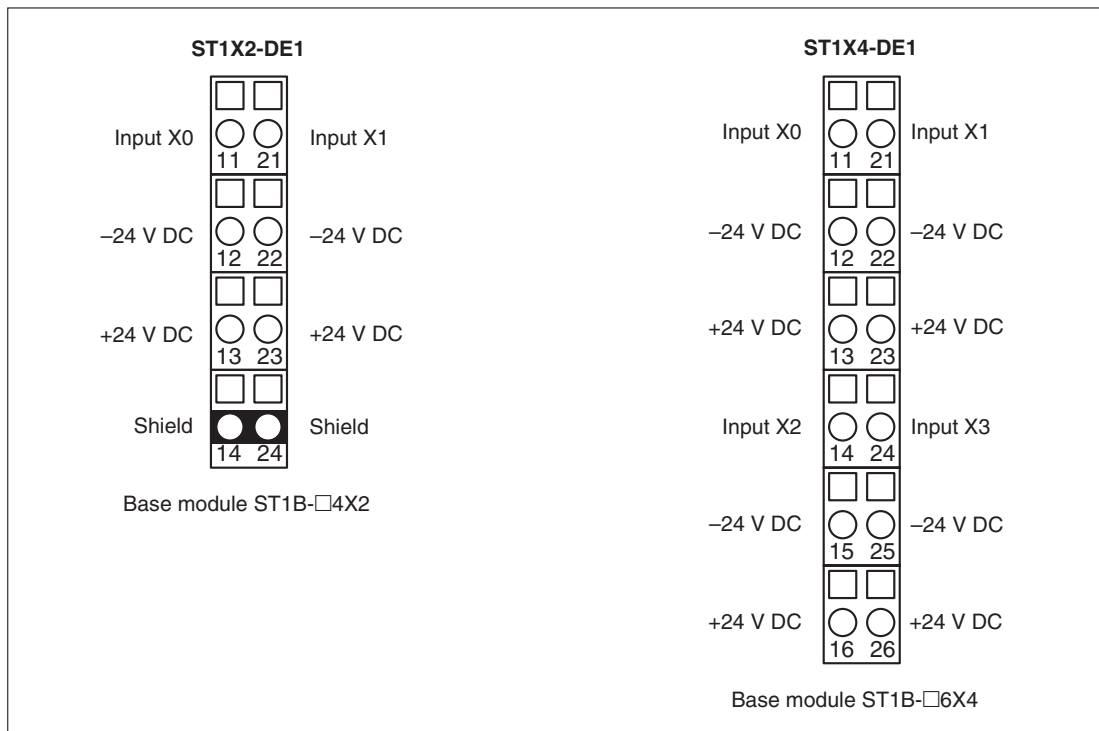 ST1X2-DE1
Input X0 Input X1
11 21
–24 V DC –24 V DC
12 22
+24 V DC +24 V DC
13 23
Shield Shield
14 24
Base module ST1B-□4X2
ST1X4-DE1
Input X0 Input X1
11 21
–24 V DC –24 V DC
12 22
+24 V DC +24 V DC
13 23
Input X2 Input X3
14 24
–24 V DC –24 V DC
15 25
+24 V DC +24 V DC
16 26
Base module ST1B-□6X4